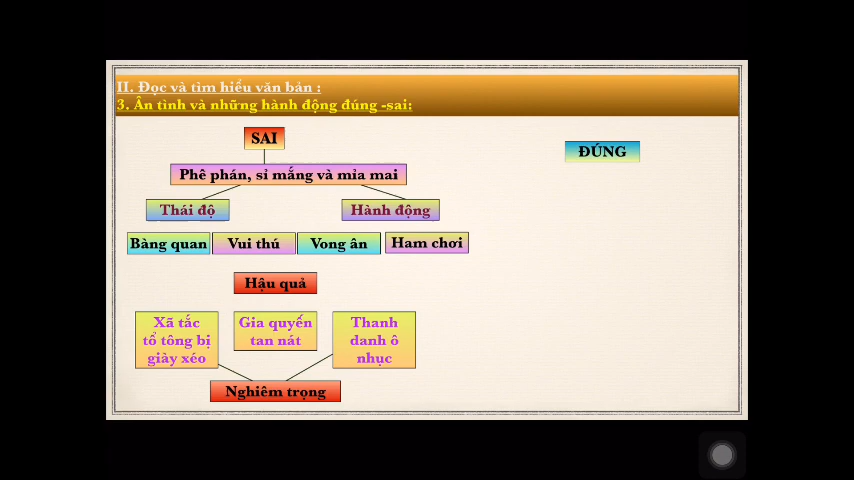 II. Đọc và tìm hiểu văn bản :
3. Ân tình và những hành động đúng -sai:
SAI
ĐÚNG
Phê phán, sỉ mắng và mỉa mai
Thái độ
Hành động
Bàng quan
Vui thú
Vong ân
Ham chơi
Hậu quả
Xã tắc
tổ tông bị
giày xéo
Gia quyến
tan nát
Thanh
danh ô
nhục
Nghiêm trọng